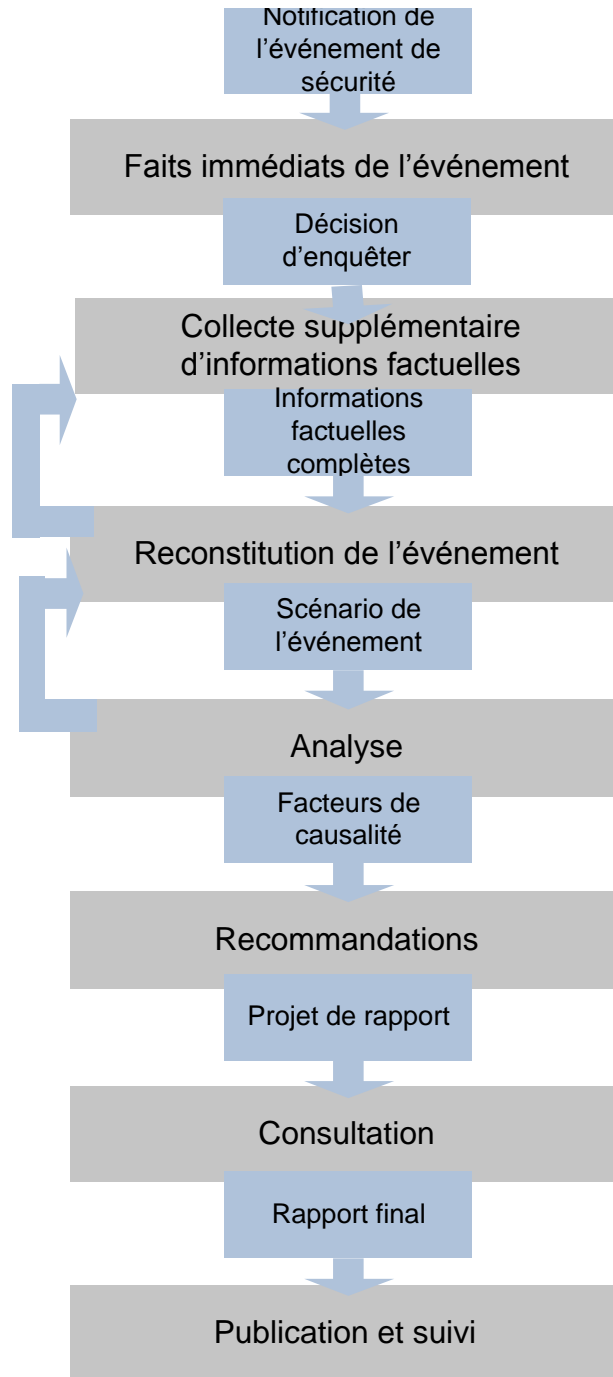 Notification de
l’événement de
sécurité
Faits immédiats de l’événement
Décision
d’enquêter
Collecte supplémentaire
d’informations factuelles
Informations
factuelles
complètes
Reconstitution de l’événement
Scénario de
l’événement
Analyse
Facteurs de
causalité
Recommandations
Projet de rapport
Consultation
Rapport final
Publication et suivi